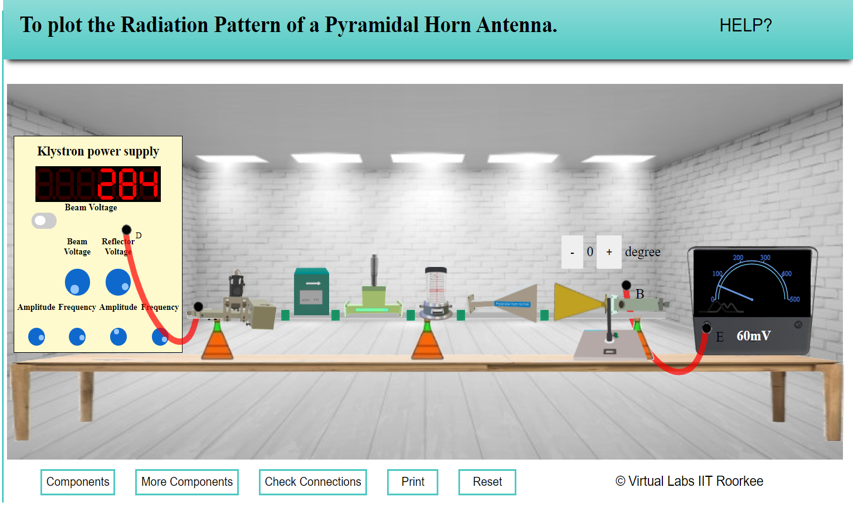 To plot the Radiation Pattern of a Pyramidal Horn Antenna.
HELP?
Klystron power supply
284
Beam Voltage
D
Beam Voltage
Reflector Voltage
Amplitude Frequency Amplitude Frequency
- 0 + degree
B
0 100 200 300 400 600
E 60mV
Components
More Components
Check Connections
Print
Reset
© Virtual Labs IIT Roorkee